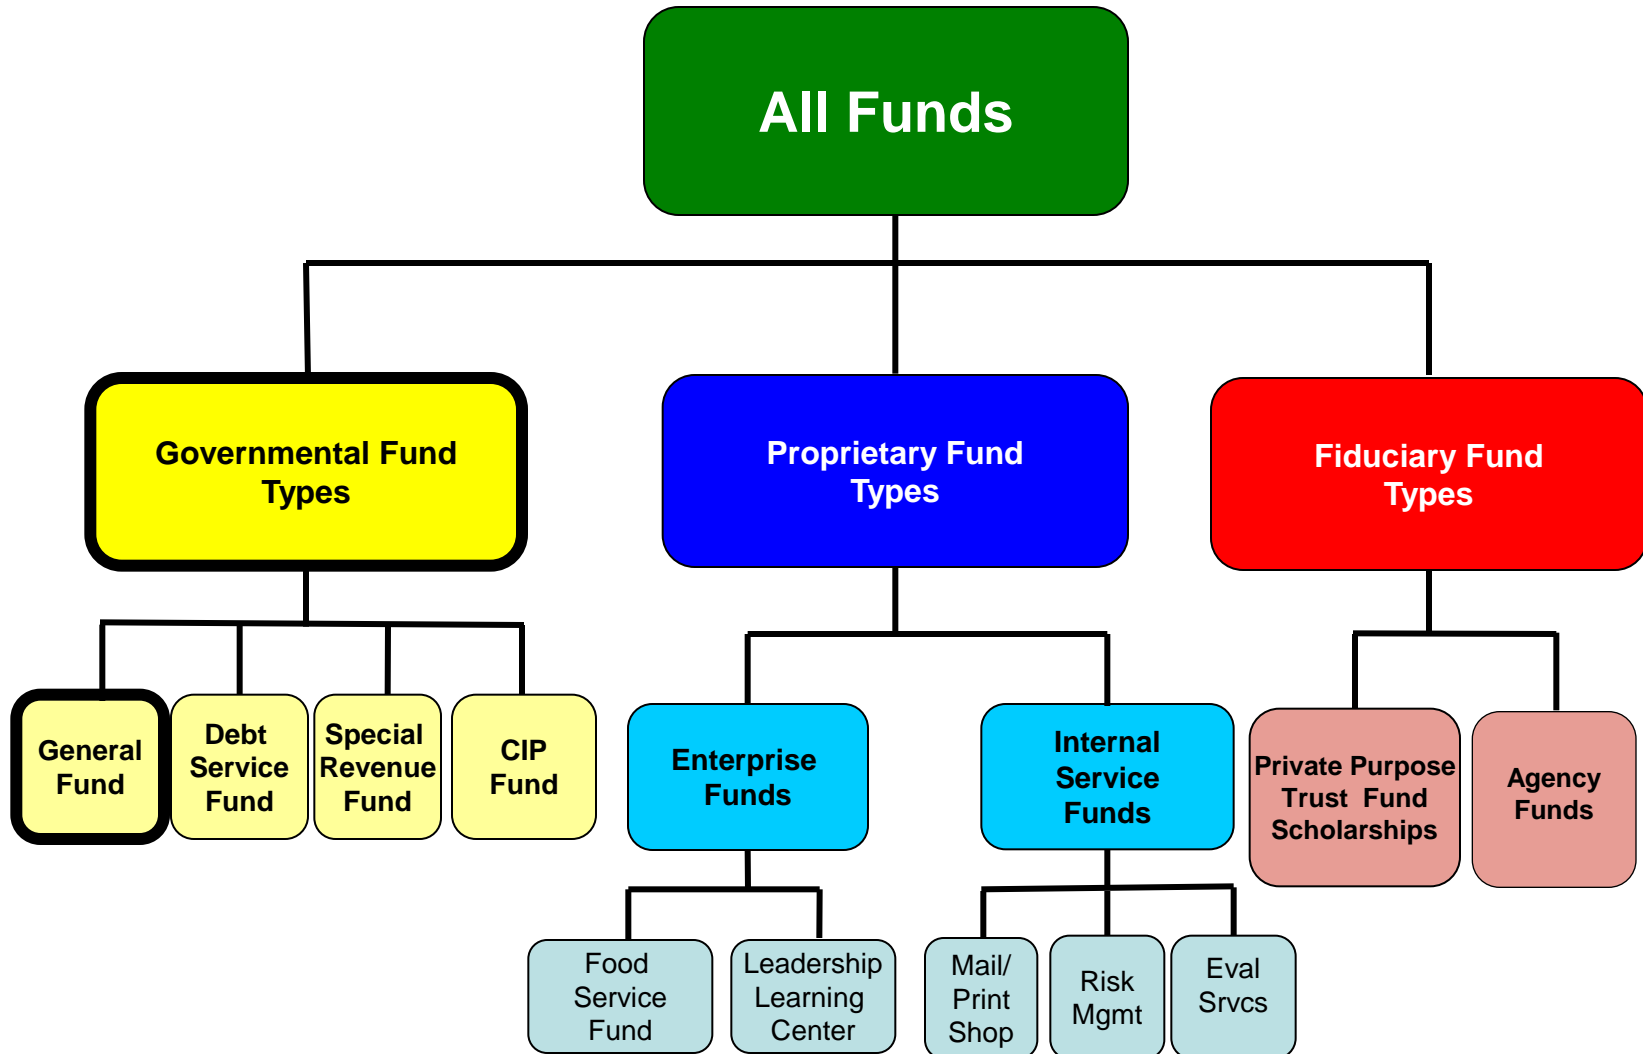 All Funds
Governmental Fund
Types
Proprietary Fund
Types
Fiduciary Fund
Types
General
Fund
Debt
Service
Fund
Special
Revenue
Fund
CIP
Fund
Enterprise
Funds
Internal
Service
Funds
Private Purpose
Trust Fund
Scholarships
Agency
Funds
Food
Service
Fund
Leadership
Learning
Center
Mail/
Print
Shop
Risk
Mgmt
Eval
Srvcs